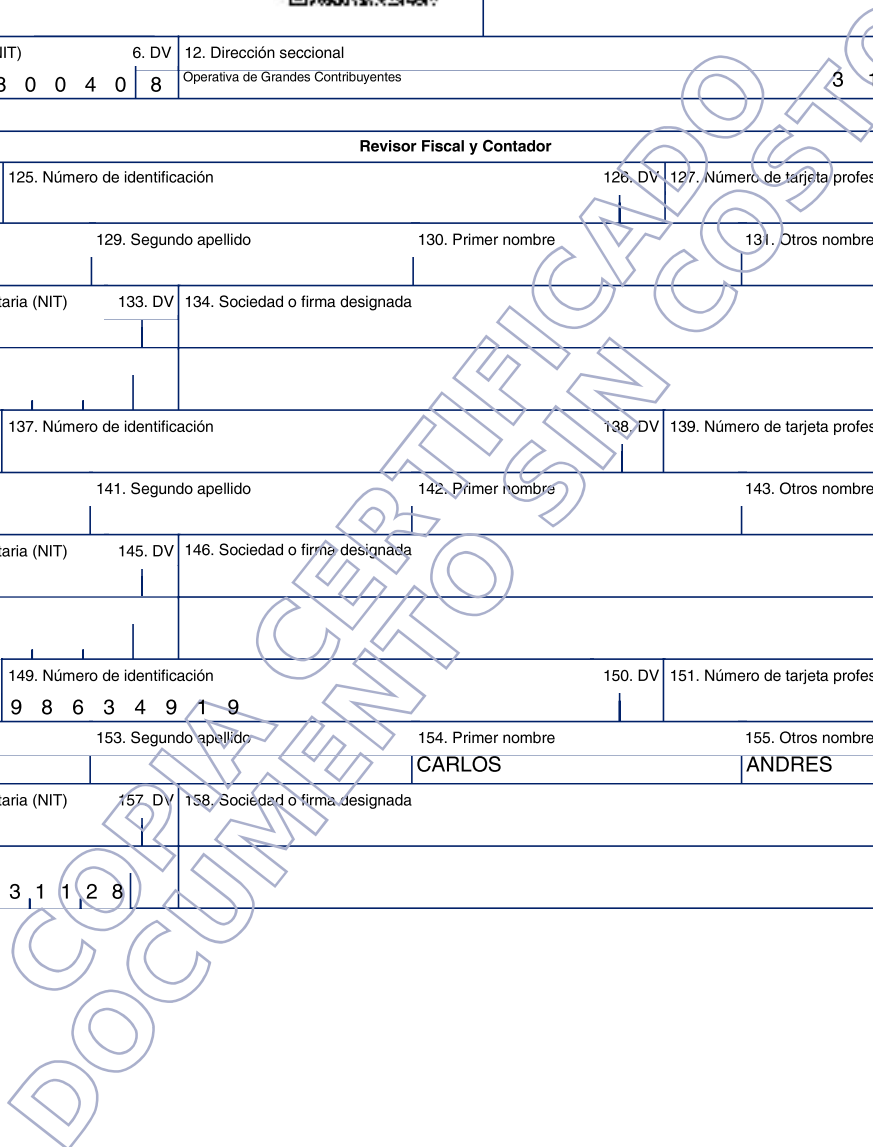 NIT) 6. DV 12. Dirección seccional
3 0 0 4 0 8 Operativa de Grandes Contribuyentes 3 1
Revisor Fiscal y Contador
125. Número de identificación 126. DV 127. Número de tarjeta profes
129. Segundo apellido 130. Primer nombre 131. Otros nombre
taria (NIT) 133. DV 134. Sociedad o firma designada
137. Número de identificación 138. DV 139. Número de tarjeta profes
141. Segundo apellido 142. Primer nombre 143. Otros nombre
taria (NIT) 145. DV 146. Sociedad o firma designada
149. Número de identificación 150. DV 151. Número de tarjeta profes
9 8 6 3 4 9 1 9
153. Segundo apellido 154. Primer nombre 155. Otros nombre
CARLOS ANDRES
taria (NIT) 157. DV 158. Sociedad o firma designada
3 1 1 2 8
COPIA CERTIFICADO
DOCUMENTO SIN COSTO